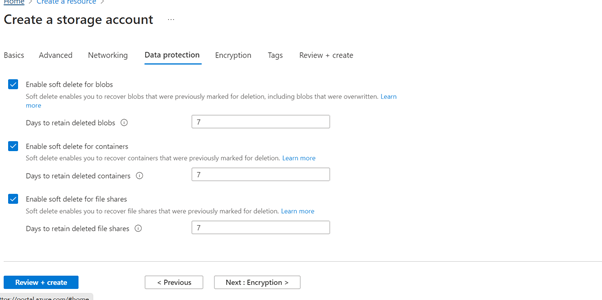 Home > Create a resource >
Create a storage account ...
Basics Advanced Networking Data protection Encryption Tags Review + create
Enable soft delete for blobs
Soft delete enables you to recover blobs that were previously marked for deletion, including blobs that were overwritten. Learn
more
Days to retain deleted blobs 7
Enable soft delete for containers
Soft delete enables you to recover containers that were previously marked for deletion. Learn more
Days to retain deleted containers 7
Enable soft delete for file shares
Soft delete enables you to recover file shares that were previously marked for deletion. Learn more
Days to retain deleted file shares 7
Review + create < Previous Next : Encryption >
ttps://portal.azure.com/#home